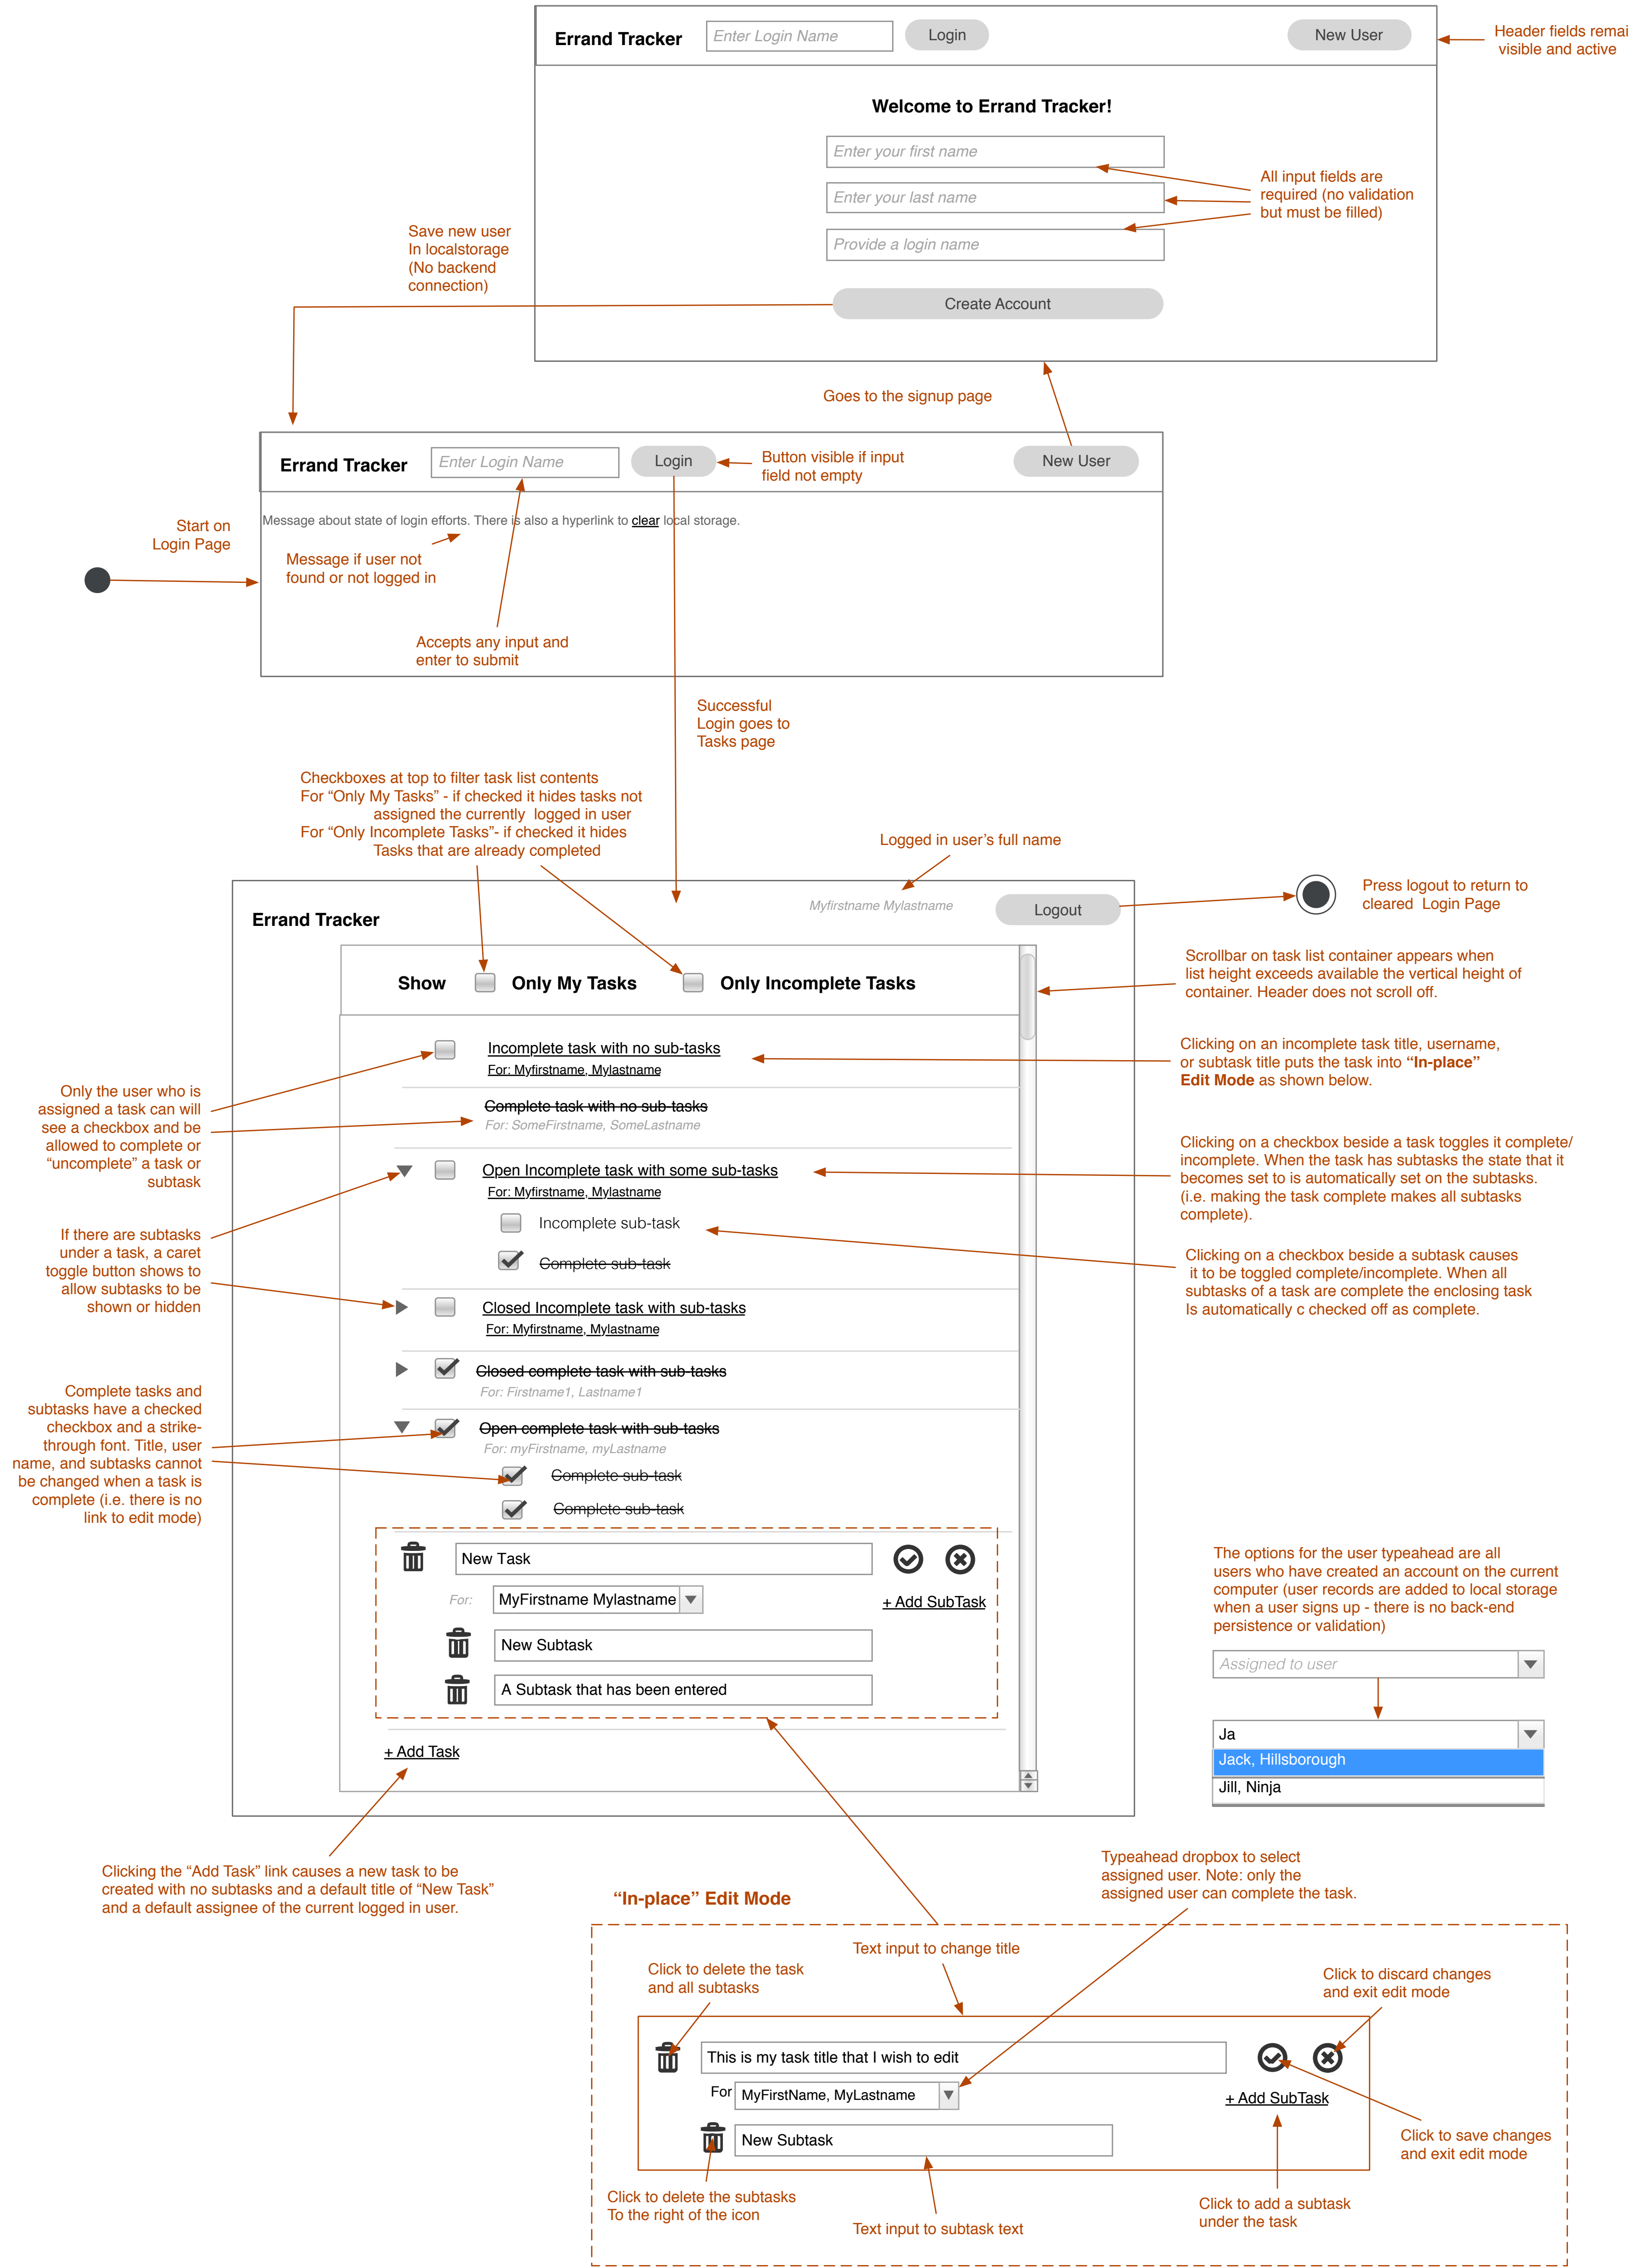 Errand Tracker
Enter Login Name
Login
New User
Header fields remai
visible and active
Welcome to Errand Tracker!
Enter your first name
Enter your last name
Provide a login name
All input fields are
required (no validation
but must be filled)
Create Account
Save new user
In localstorage
(No backend
connection)
Goes to the signup page
Errand Tracker
Enter Login Name
Login
Button visible if input
field not empty
New User
Message about state of login efforts. There is also a hyperlink to clear local storage.
Start on
Login Page
Message if user not
found or not logged in
Accepts any input and
enter to submit
Successful
Login goes to
Tasks page
Checkboxes at top to filter task list contents
For “Only My Tasks” - if checked it hides tasks not
assigned the currently logged in user
For “Only Incomplete Tasks”- if checked it hides
Tasks that are already completed
Logged in user’s full name
Errand Tracker
Myfirstname Mylastname
Logout
Press logout to return to
cleared Login Page
Show
Only My Tasks
Only Incomplete Tasks
Scrollbar on task list container appears when
list height exceeds available the vertical height of
container. Header does not scroll off.
Incomplete task with no sub-tasks
For: Myfirstname, Mylastname
Clicking on an incomplete task title, username,
or subtask title puts the task into “In-place”
Edit Mode as shown below.
Only the user who is
assigned a task can will
see a checkbox and be
allowed to complete or
“uncomplete” a task or
subtask
Complete task with no sub-tasks
For: SomeFirstname, SomeLastname
Open Incomplete task with some sub-tasks
For: Myfirstname, Mylastname
Incomplete sub-task
Complete sub-task
Clicking on a checkbox beside a task toggles it complete/
incomplete. When the task has subtasks the state that it
becomes set to is automatically set on the subtasks.
(i.e. making the task complete makes all subtasks
complete).
If there are subtasks
under a task, a caret
toggle button shows to
allow subtasks to be
shown or hidden
Clicking on a checkbox beside a subtask causes
it to be toggled complete/incomplete. When all
subtasks of a task are complete the enclosing task
Is automatically c checked off as complete.
Closed Incomplete task with sub-tasks
For: Myfirstname, Mylastname
Closed complete task with sub-tasks
For: Firstname1, Lastname1
Complete tasks and
subtasks have a checked
checkbox and a strike-
through font. Title, user
name, and subtasks cannot
be changed when a task is
complete (i.e. there is no
link to edit mode)
Open complete task with sub-tasks
For: myFirstname, myLastname
Complete sub-task
Complete sub-task
New Task
For:
MyFirstname Mylastname
+ Add SubTask
New Subtask
A Subtask that has been entered
+ Add Task
The options for the user typeahead are all
users who have created an account on the current
computer (user records are added to local storage
when a user signs up - there is no back-end
persistence or validation)
Assigned to user
Ja
Jack, Hillsborough
Jill, Ninja
Clicking the “Add Task” link causes a new task to be
created with no subtasks and a default title of “New Task”
and a default assignee of the current logged in user.
Typeahead dropbox to select
assigned user. Note: only the
assigned user can complete the task.
“In-place” Edit Mode
Text input to change title
Click to delete the task
and all subtasks
Click to discard changes
and exit edit mode
This is my task title that I wish to edit
For
MyFirstName, MyLastname
+ Add SubTask
New Subtask
Click to save changes
and exit edit mode
Click to delete the subtasks
To the right of the icon
Text input to subtask text
Click to add a subtask
under the task